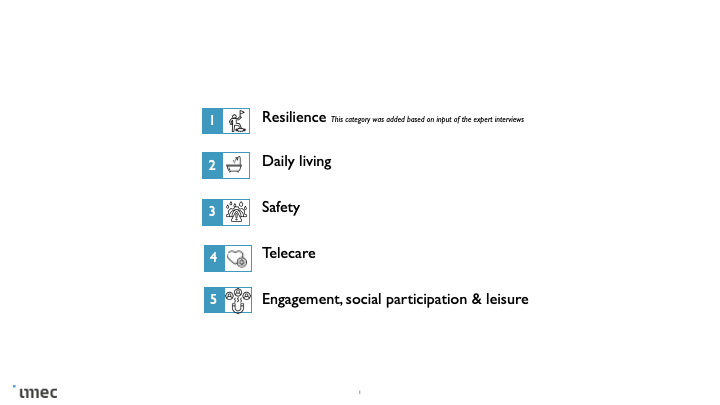 1 Resilience This category was added based on input of the expert interviews
2 Daily living
3 Safety
4 Telecare
5 Engagement, social participation & leisure
imec